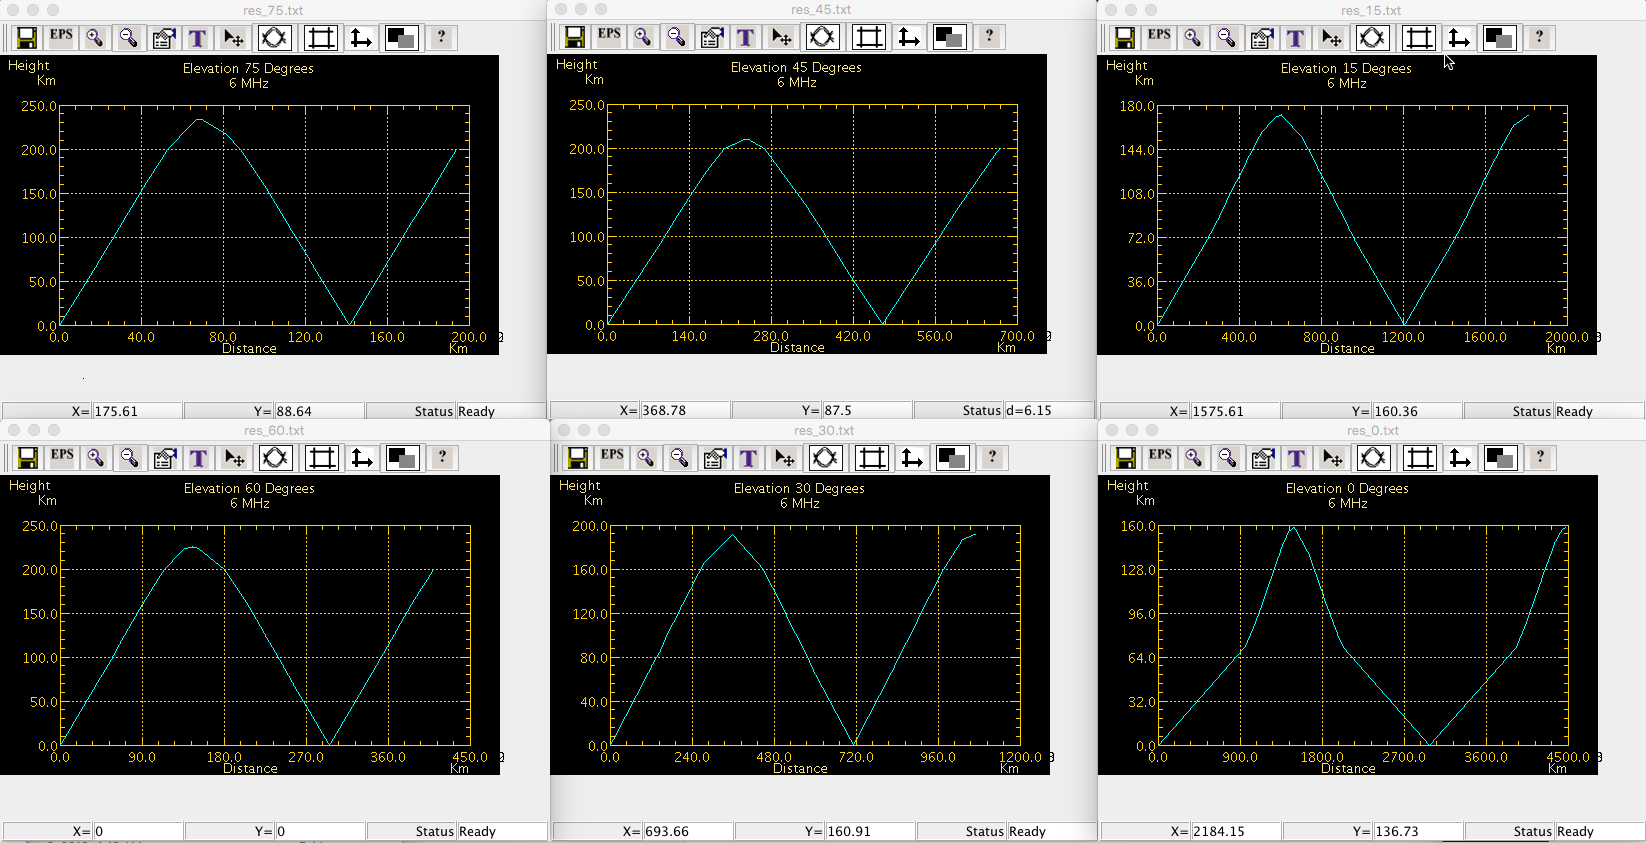 res_75.txt
EPS T ?
Height
Km
Elevation 75 Degrees
6 MHz
250.0
200.0
150.0
100.0
50.0
0.0
0.0 40.0 80.0 120.0 160.0 200.0
Distance Km
X= 175.61 Y= 88.64 Status Ready
res_45.txt
EPS T ?
Height
Km
Elevation 45 Degrees
6 MHz
250.0
200.0
150.0
100.0
50.0
0.0
0.0 140.0 280.0 420.0 560.0 700.0
Distance Km
X= 368.78 Y= 87.5 Status d=6.15
res_15.txt
EPS T ?
Height
Km
Elevation 15 Degrees
6 MHz
180.0
144.0
108.0
72.0
36.0
0.0
0.0 400.0 800.0 1200.0 1600.0 2000.0
Distance Km
X= 1575.61 Y= 160.36 Status Ready
res_60.txt
EPS T ?
Height
Km
Elevation 60 Degrees
6 MHz
250.0
200.0
150.0
100.0
50.0
0.0
0.0 90.0 180.0 270.0 360.0 450.0
Distance Km
X= 0 Y= 0 Status Ready
res_30.txt
EPS T ?
Height
Km
Elevation 30 Degrees
6 MHz
200.0
160.0
120.0
80.0
40.0
0.0
0.0 240.0 480.0 720.0 960.0 1200.0
Distance Km
X= 693.66 Y= 160.91 Status Ready
res_0.txt
EPS T ?
Height
Km
Elevation 0 Degrees
6 MHz
160.0
128.0
96.0
64.0
32.0
0.0
0.0 900.0 1800.0 2700.0 3600.0 4500.0
Distance Km
X= 2184.15 Y= 136.73 Status Ready